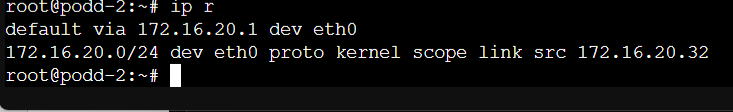 root@podd-2:~# ip r
default via 172.16.20.1 dev eth0
172.16.20.0/24 dev eth0 proto kernel scope link src 172.16.20.32
root@podd-2:~#